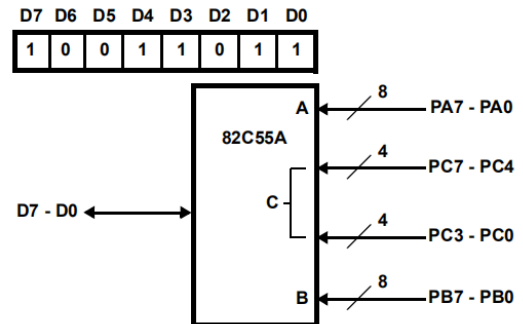 D7 D6 D5 D4 D3 D2 D1 D0
1 0 0 1 1 0 1 1
8
A PA7 - PA0
82C55A
4
PC7 - PC4
C
D7 - D0
4
PC3 - PC0
8
B PB7 - PB0